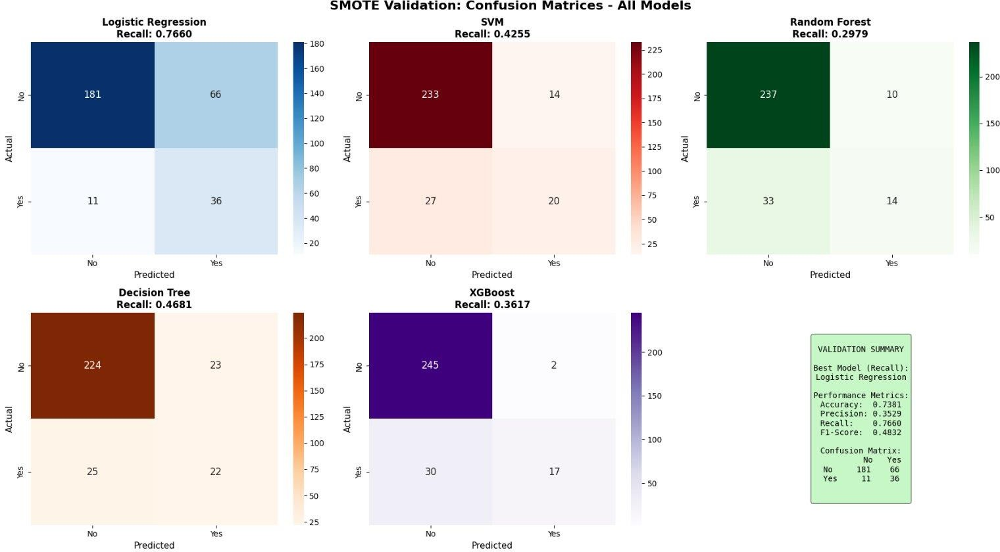 SMOTE Validation: Confusion Matrices - All Models
Logistic Regression
Recall: 0.7660
No
Yes
Actual
181
66
11
36
No
Yes
Predicted
180
160
140
120
100
80
60
40
20
SVM
Recall: 0.4255
No
Yes
Actual
233
14
27
20
No
Yes
Predicted
225
200
175
150
125
100
75
50
25
Random Forest
Recall: 0.2979
No
Yes
Actual
237
10
33
14
No
Yes
Predicted
200
150
100
50
Decision Tree
Recall: 0.4681
No
Yes
Actual
224
23
25
22
No
Yes
Predicted
200
175
150
125
100
75
50
25
XGBoost
Recall: 0.3617
No
Yes
Actual
245
2
30
17
No
Yes
Predicted
200
150
100
50
VALIDATION SUMMARY
Best Model (Recall):
Logistic Regression
Performance Metrics:
Accuracy: 0.7381
Precision: 0.3529
Recall: 0.7660
F1-Score: 0.4832
Confusion Matrix:
No Yes
No 181 66
Yes 11 36